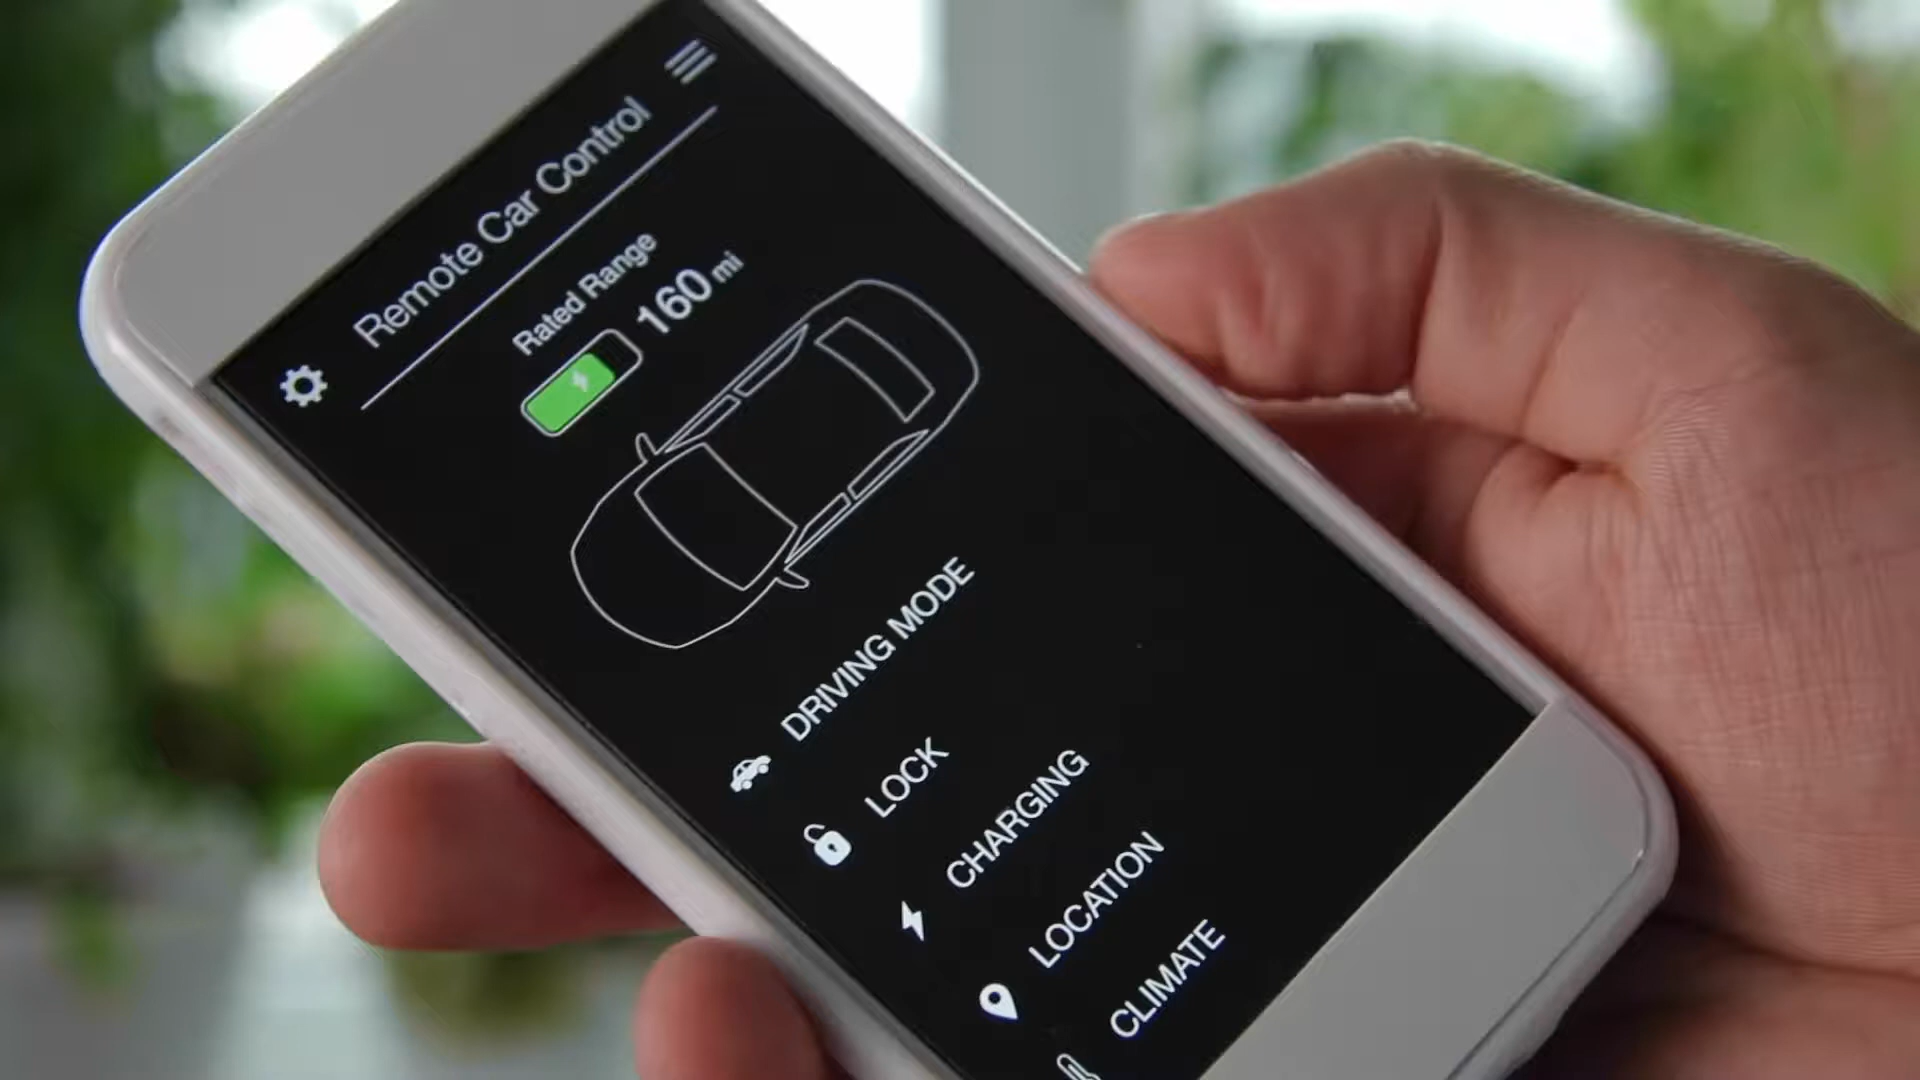 Remote Car Control
Rated Range
160 mi
DRIVING MODE
LOCK
CHARGING
LOCATION
CLIMATE